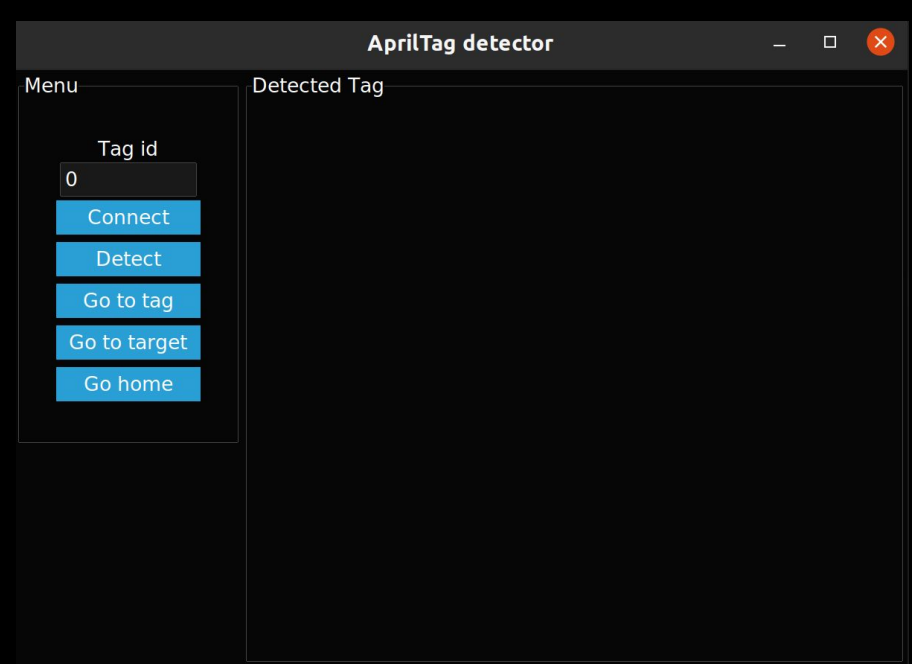 AprilTag detector
Menu
Tag id
0
Connect
Detect
Go to tag
Go to target
Go home
Detected Tag